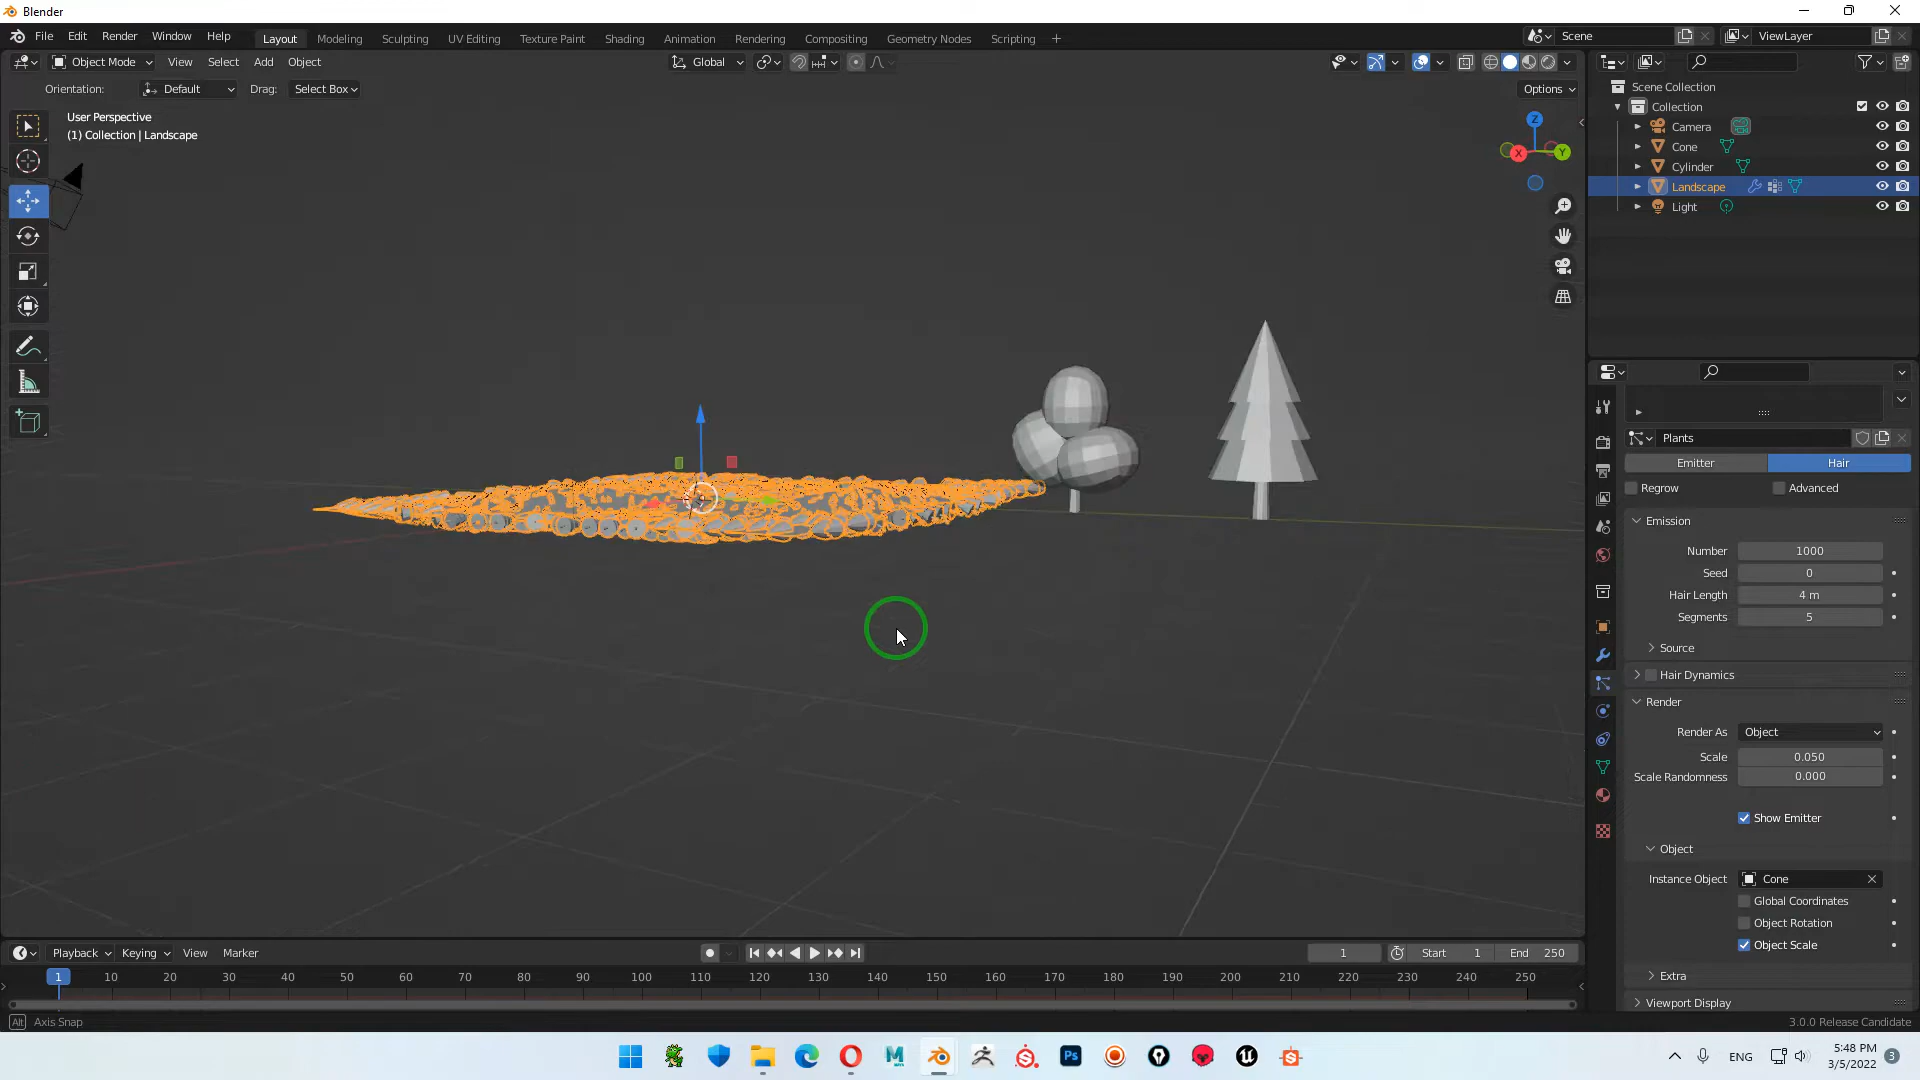 Blender
File Edit Render Window Help
Layout Modeling Sculpting UV Editing Texture Paint Shading Animation Rendering Compositing Geometry Nodes Scripting +
Scene
ViewLayer
Object Mode View Select Add Object
Global
Orientation: Default Drag: Select Box
Options
User Perspective
(1) Collection | Landscape
Z
X
Y
Scene Collection
Collection
Camera
Cone
Cylinder
Landscape
Light
Plants
Emitter Hair
Regrow Advanced
Emission
Number 1000
Seed 0
Hair Length 4 m
Segments 5
Source
Hair Dynamics
Render
Render As Object
Scale 0.050
Scale Randomness 0.000
Show Emitter
Object
Instance Object Cone
Global Coordinates
Object Rotation
Object Scale
Extra
Viewport Display
Playback Keying View Marker
1 Start 1 End 250
1 10 20 30 40 50 60 70 80 90 100 110 120 130 140 150 160 170 180 190 200 210 220 230 240 250
Alt Axis Snap
3.0.0 Release Candidate
Ps
ENG
5:48 PM
3/5/2022
3